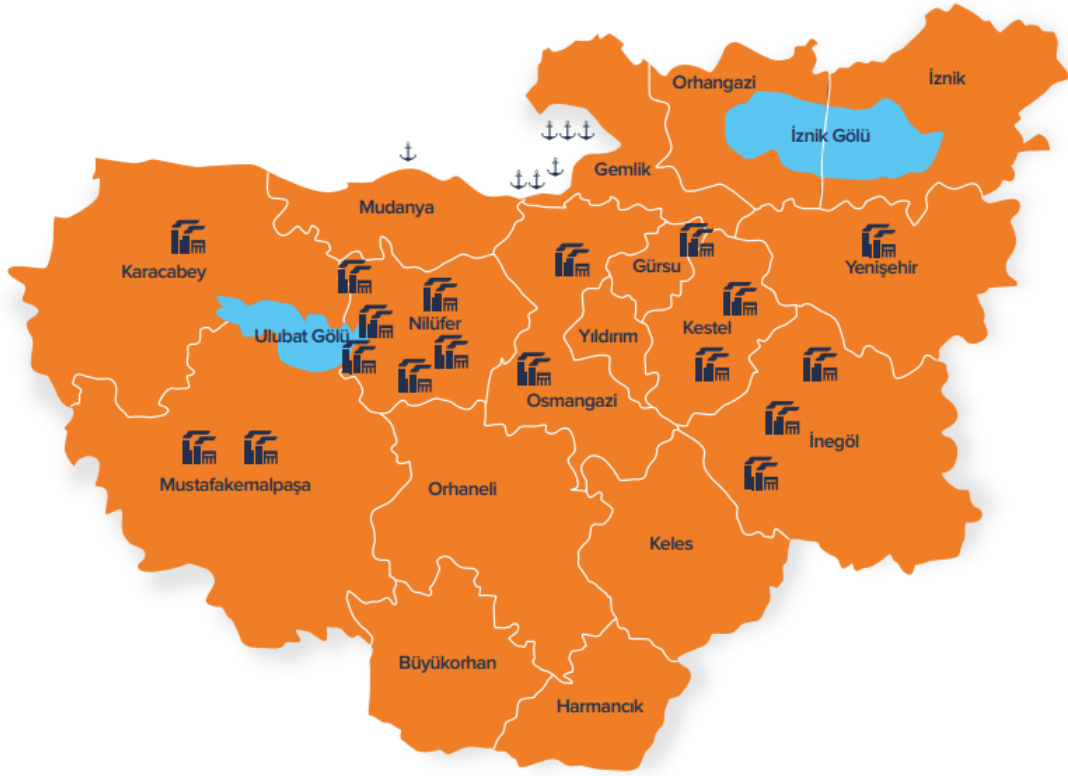 Orhangazi
İznik
İznik Gölü
Gemlik
Mudanya
Karacabey
Gürsu
Yenişehir
Ulubat Gölü
Nilüfer
Yıldırım
Kestel
Osmangazi
İnegöl
Mustafakemalpaşa
Orhaneli
Keles
Büyükorhan
Harmancık